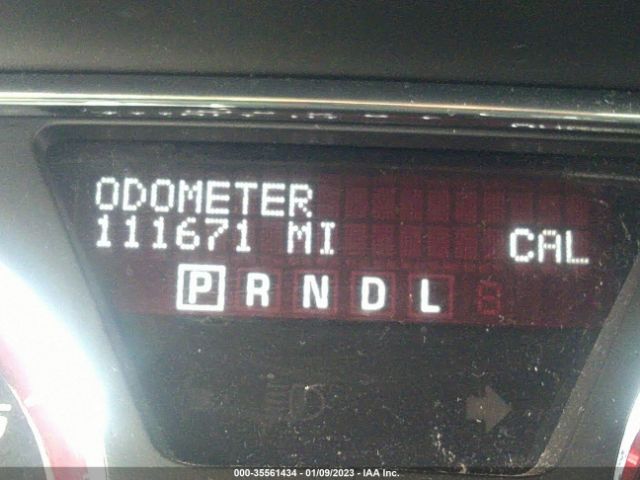 ODOMETER
111671 MI CAL
P R N D L
000-35561434 - 01/09/2023 - IAA Inc.